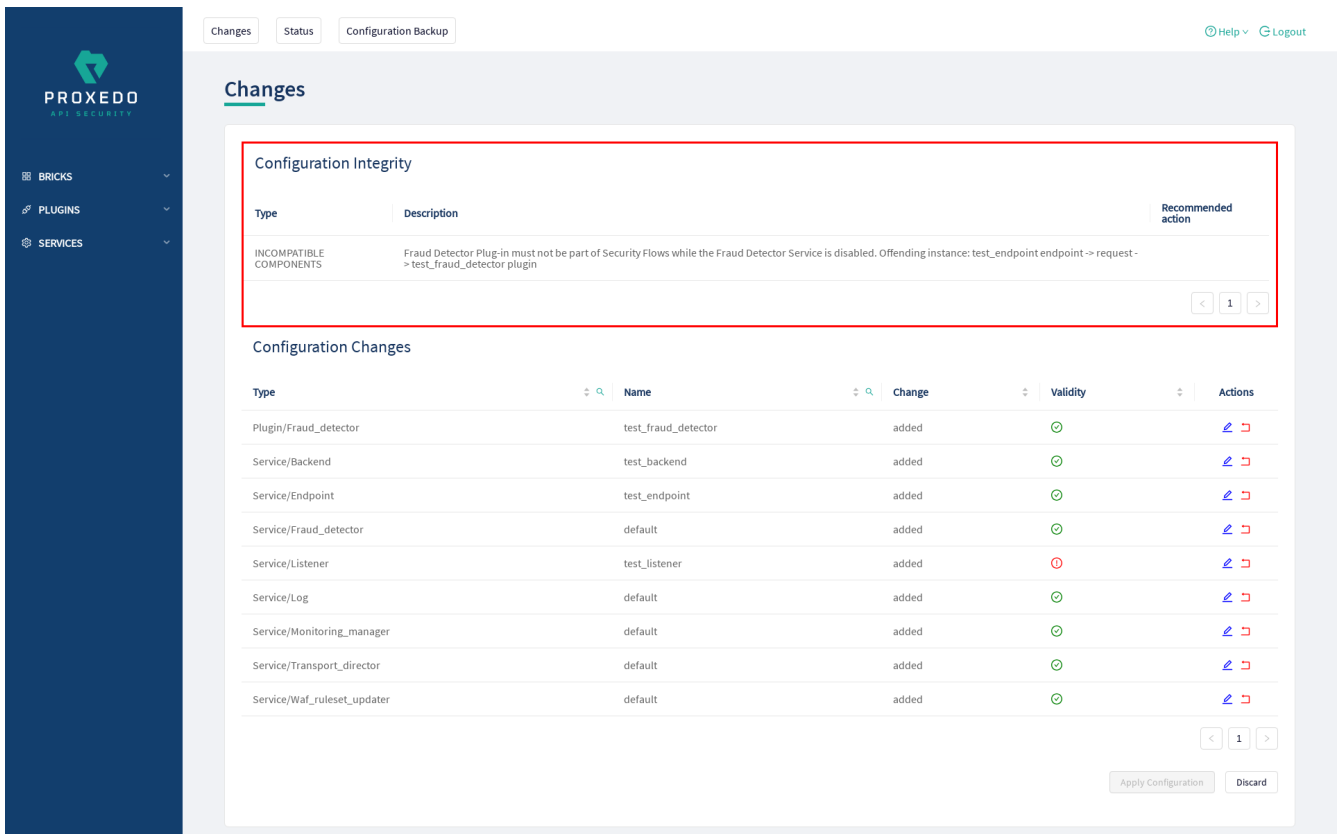 Changes Status Configuration Backup Help Logout
PROXEDO
API SECURITY
Changes
BRICKS
PLUGINS
SERVICES
Configuration Integrity
Type Description Recommended
action
INCOMPATIBLE
COMPONENTS
Fraud Detector Plug-in must not be part of Security Flows while the Fraud Detector Service is disabled. Offending instance: test_endpoint endpoint -> request -
> test_fraud_detector plugin
< 1 >
Configuration Changes
Type Name Change Validity Actions
Plugin/Fraud_detector test_fraud_detector added
Service/Backend test_backend added
Service/Endpoint test_endpoint added
Service/Fraud_detector default added
Service/Listener test_listener added
Service/Log default added
Service/Monitoring_manager default added
Service/Transport_director default added
Service/Waf_ruleset_updater default added
< 1 >
Apply Configuration Discard